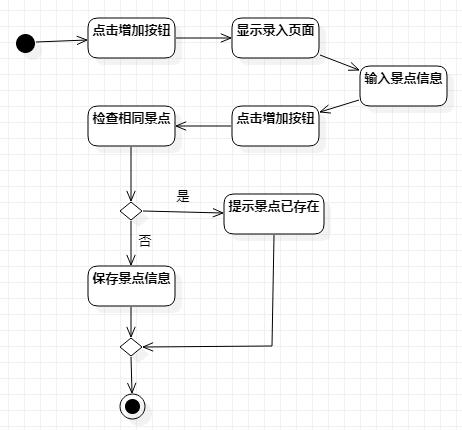 点击增加按钮
显示录入页面
输入景点信息
点击增加按钮
检查相同景点
是
提示景点已存在
否
保存景点信息